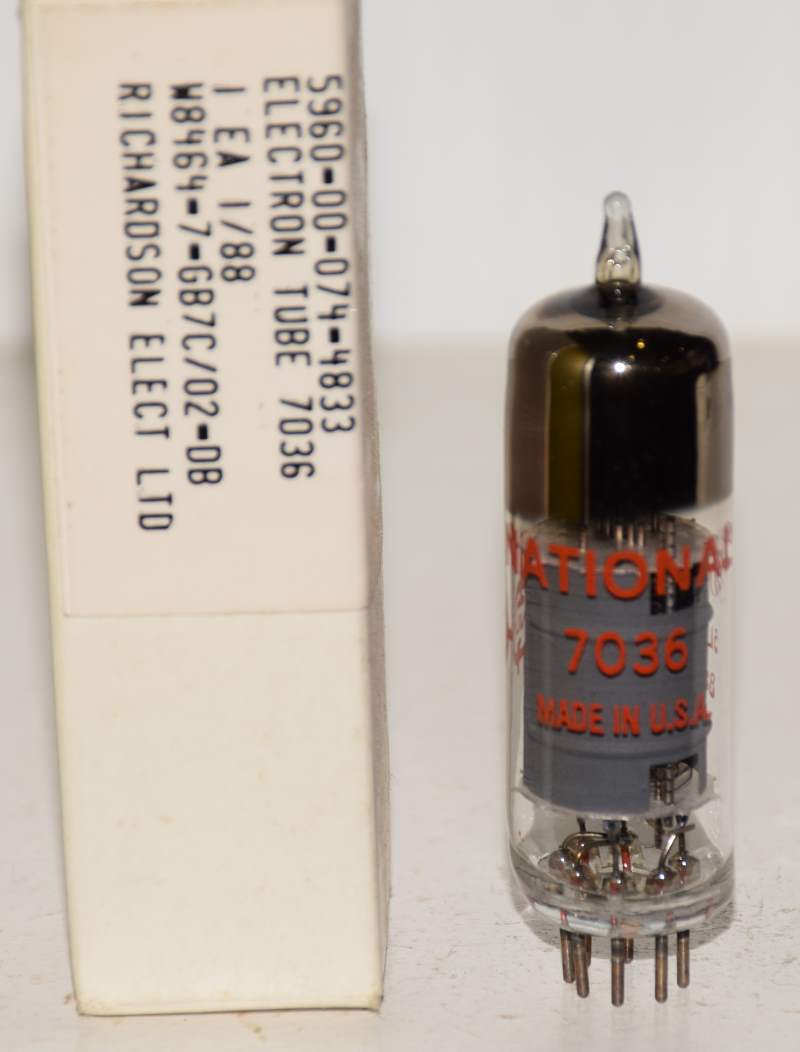 5960-00-074-4833
ELECTRON TUBE 7036
1 EA 1/88
W8464-7-GB7C/02-DB
RICHARDSON ELECT LTD
NATIONAL
7036
MADE IN U.S.A.